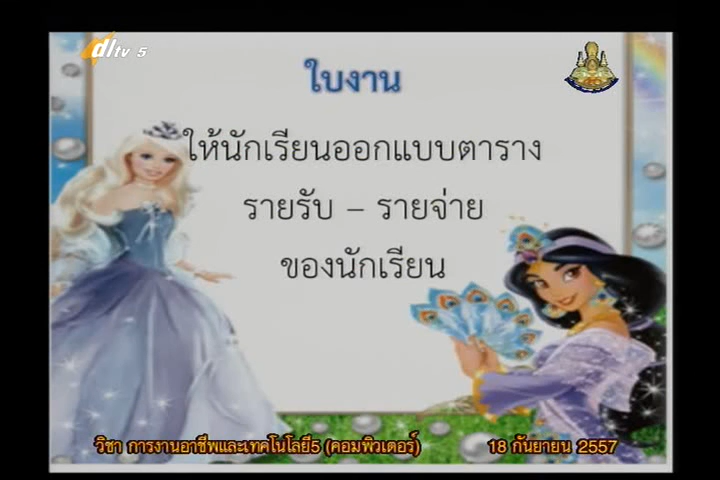 dltv 5
ใบงาน
ให้นักเรียนออกแบบตาราง
รายรับ – รายจ่าย
ของนักเรียน
วิชา การงานอาชีพและเทคโนโลยี5 (คอมพิวเตอร์)
18 กันยายน 2557